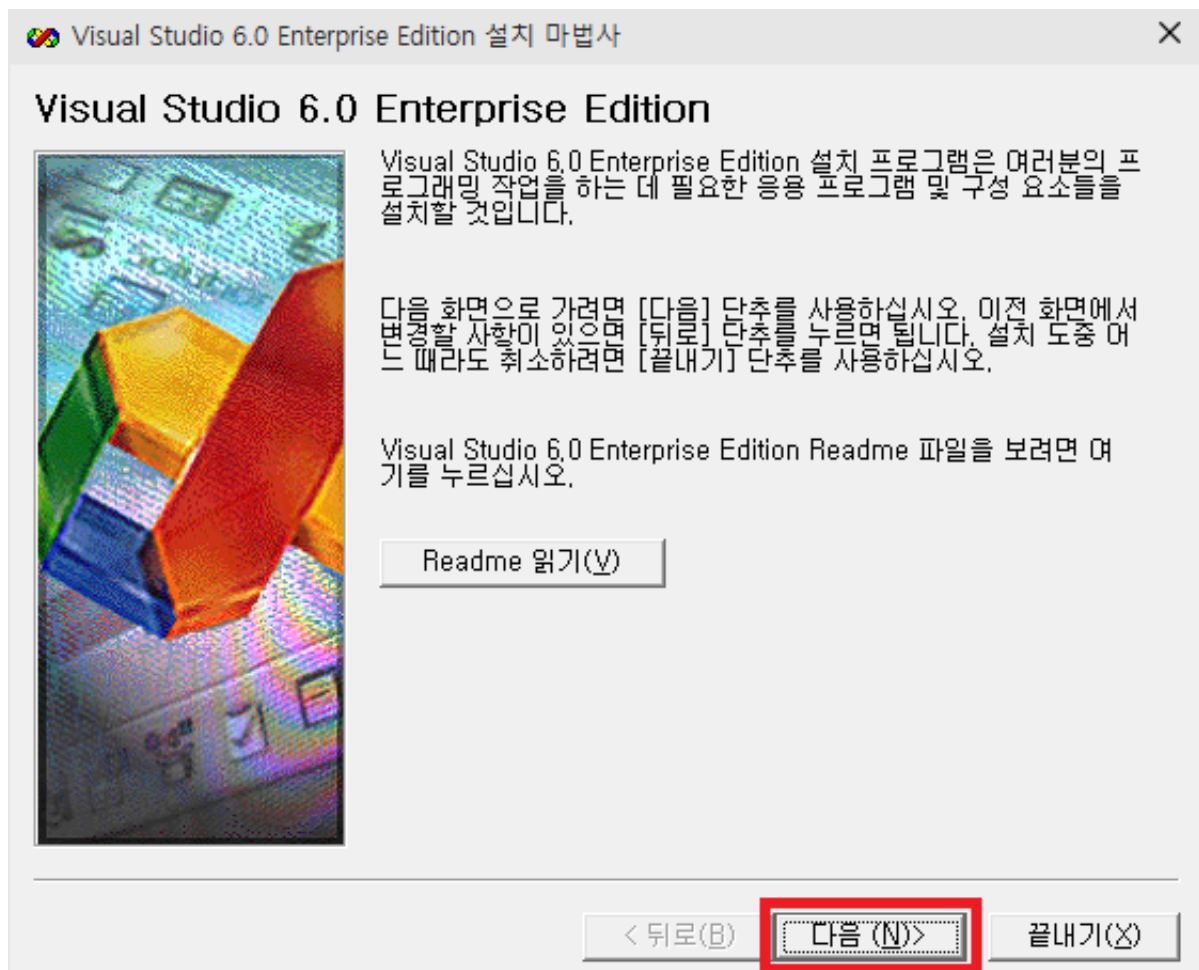 Visual Studio 6.0 Enterprise Edition 설치 마법사
Visual Studio 6.0 Enterprise Edition
Visual Studio 6.0 Enterprise Edition 설치 프로그램은 여러분의 프
로그래밍 작업을 하는 데 필요한 응용 프로그램 및 구성 요소들을
설치할 것입니다.
다음 화면으로 가려면 [다음] 단추를 사용하십시오. 이전 화면에서
변경할 사항이 있으면 [뒤로] 단추를 누르면 됩니다. 설치 도중 어
느 때라도 취소하려면 [끝내기] 단추를 사용하십시오.
Visual Studio 6.0 Enterprise Edition Readme 파일을 보려면 여
기를 누르십시오.
Readme 읽기(V)
< 뒤로(B)
다음 (N)>
끝내기(X)